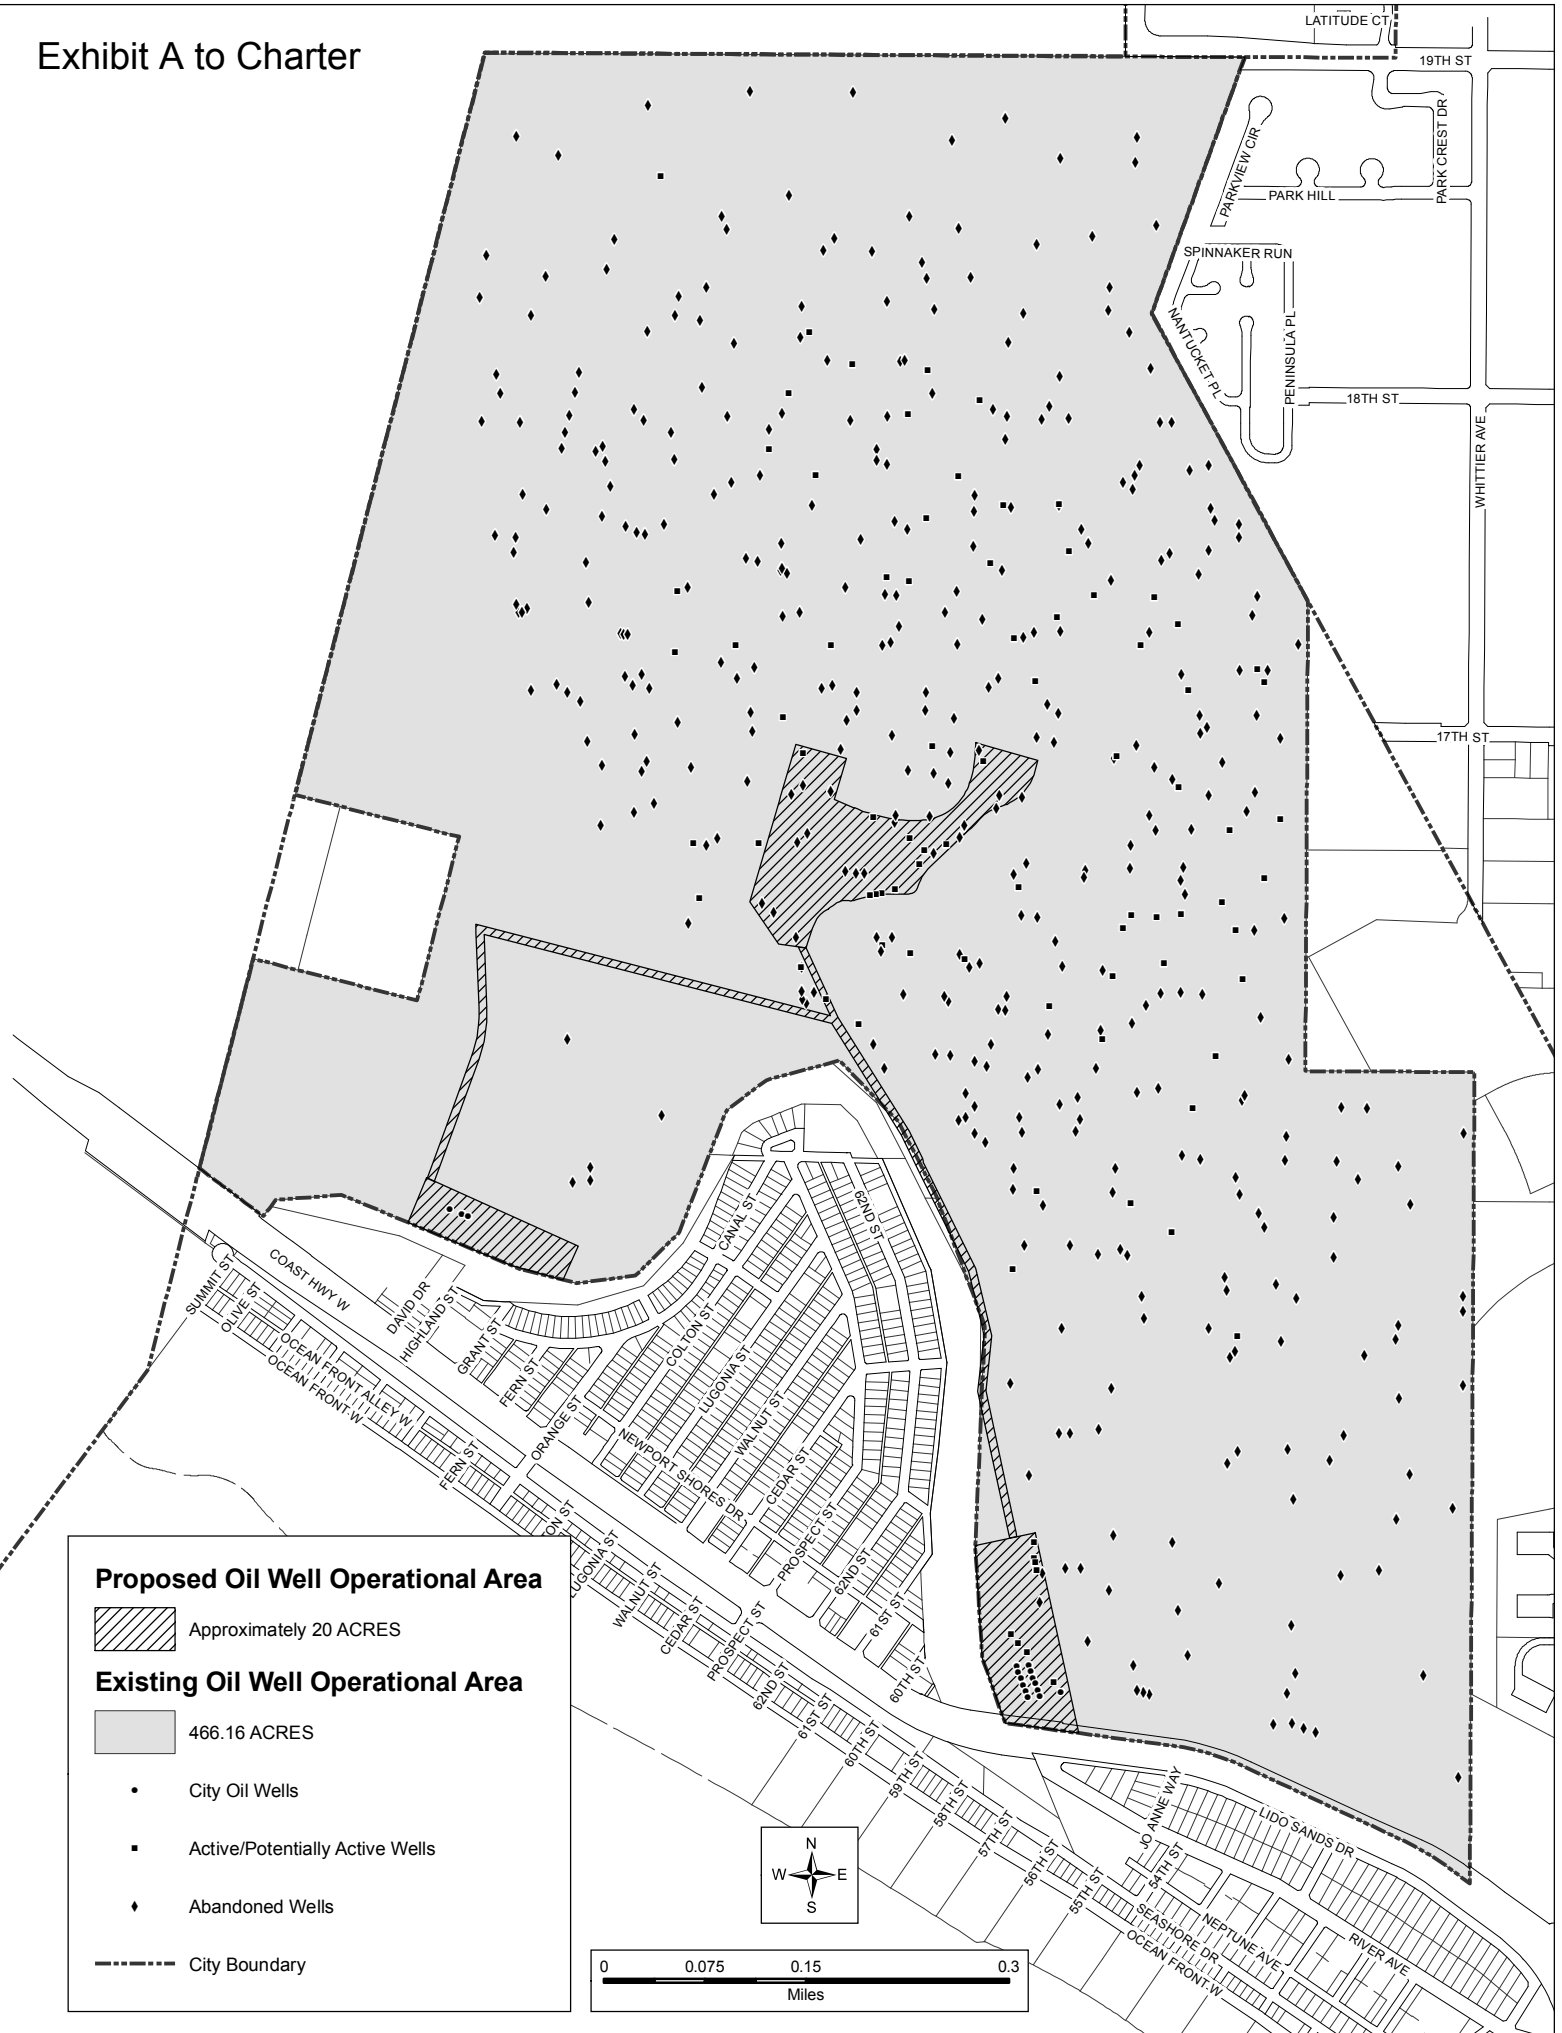 Exhibit A to Charter
LATITUDE CT
19TH ST
PARKVIEW CIR
PARK CREST DR
PARK HILL
SPINNAKER RUN
NANTUCKET PL
PENINSULA PL
18TH ST
WHITTIER AVE
17TH ST
CANAL ST
62ND ST
COAST HWY W
SUMMIT ST
OLIVE ST
DAVID DR
HIGHLAND ST
GRANT ST
FERN ST
COLTON ST
LUGONIA ST
WALNUT ST
OCEAN FRONT ALLEY W
OCEAN FRONT W
ORANGE ST
NEWPORT SHORES DR
CEDAR ST
PROSPECT ST
62ND ST
61ST ST
60TH ST
FERN ST
ON ST
LUGONIA ST
WALNUT ST
CEDAR ST
PROSPECT ST
62ND ST
61ST ST
60TH ST
59TH ST
58TH ST
57TH ST
56TH ST
55TH ST
54TH ST
JO ANNE WAY
LIDO SANDS DR
SEASHORE DR
NEPTUNE AVE
RIVER AVE
OCEAN FRONT W
Proposed Oil Well Operational Area
Approximately 20 ACRES
Existing Oil Well Operational Area
466.16 ACRES
City Oil Wells
Active/Potentially Active Wells
Abandoned Wells
City Boundary
N
W E
S
0 0.075 0.15 0.3
Miles